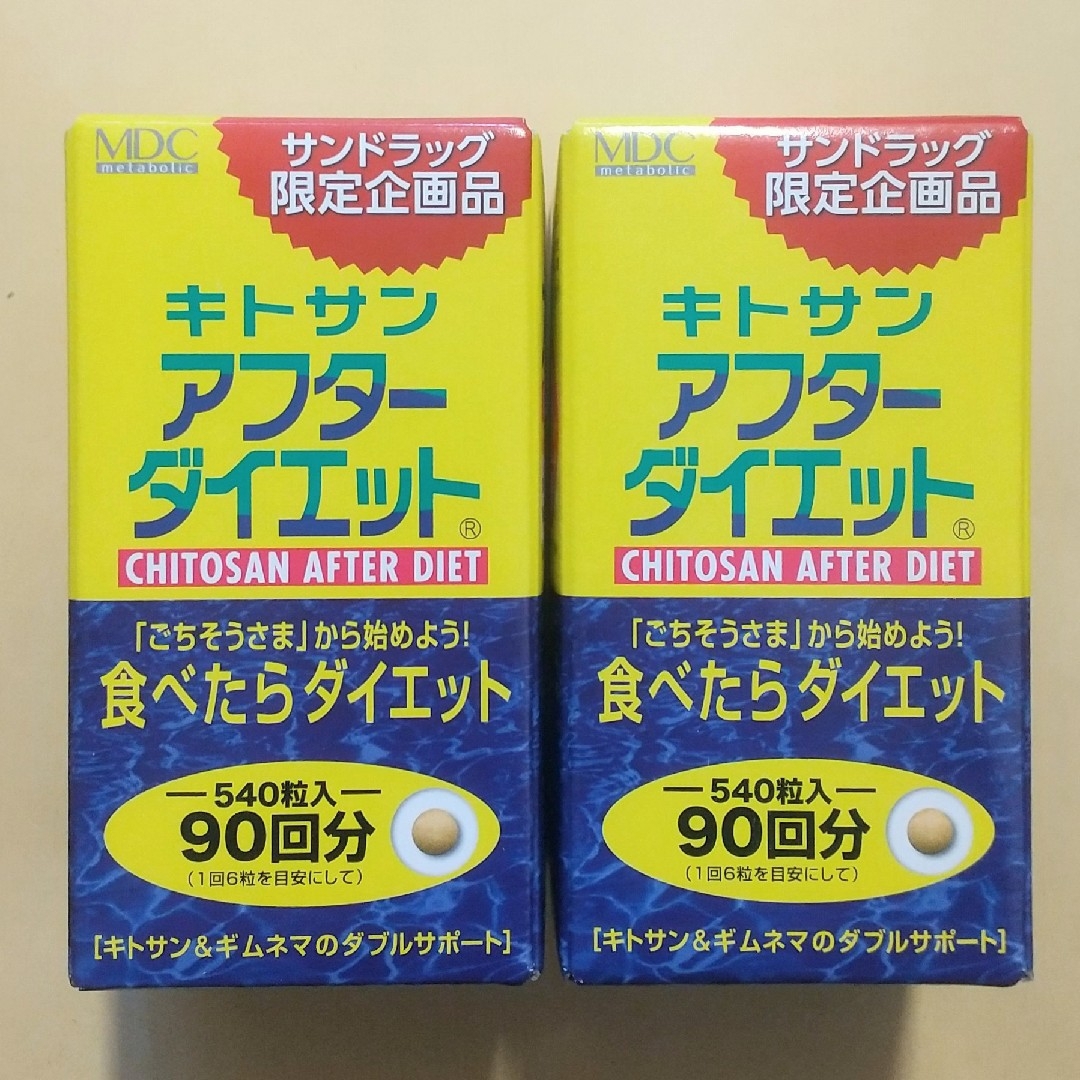 MDC
metabolic
サンドラッグ
限定企画品
キトサン
アフター
ダイエット®
CHITOSAN AFTER DIET
「ごちそうさま」から始めよう!
食べたらダイエット
540粒入
90回分
(1回6粒を目安にして)
[キトサン&ギムネマのダブルサポート]
MDC
metabolic
サンドラッグ
限定企画品
キトサン
アフター
ダイエット®
CHITOSAN AFTER DIET
「ごちそうさま」から始めよう!
食べたらダイエット
540粒入
90回分
(1回6粒を目安にして)
[キトサン&ギムネマのダブルサポート]